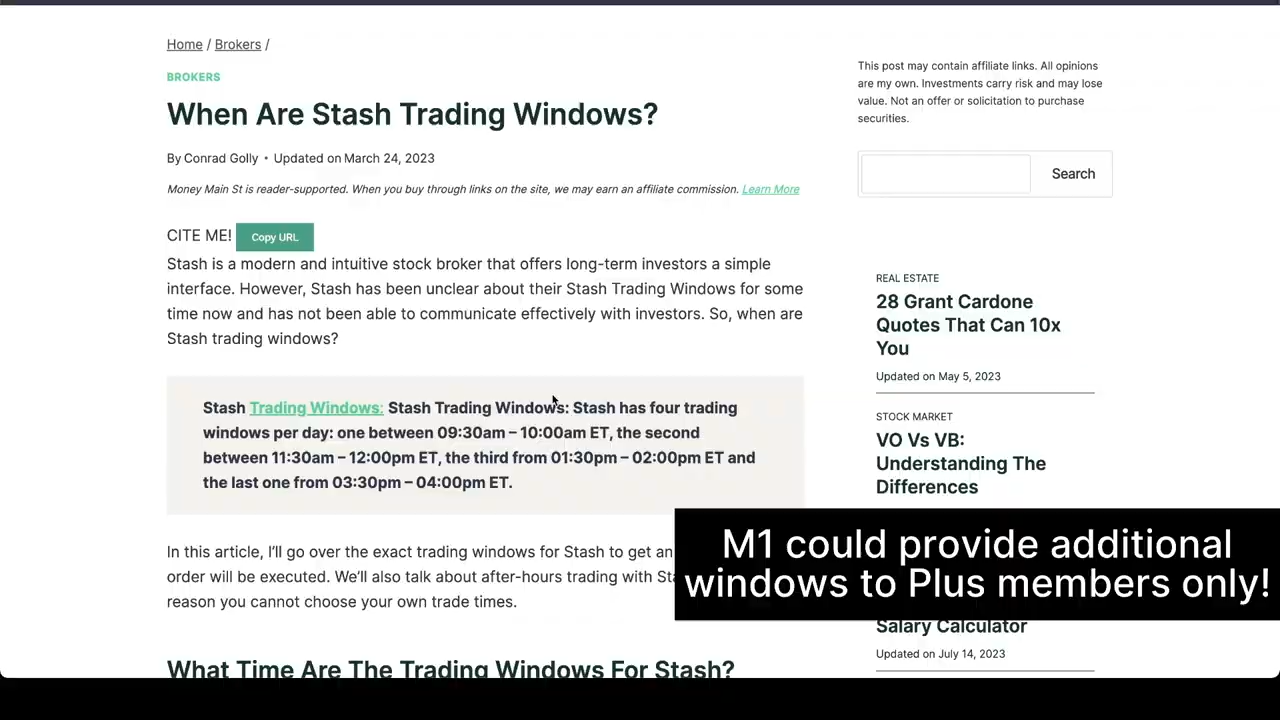 Home / Brokers /
BROKERS
When Are Stash Trading Windows?
By Conrad Golly • Updated on March 24, 2023
Money Main St is reader-supported. When you buy through links on the site, we may earn an affiliate commission. Learn More
CITE ME! Copy URL
Stash is a modern and intuitive stock broker that offers long-term investors a simple
interface. However, Stash has been unclear about their Stash Trading Windows for some
time now and has not been able to communicate effectively with investors. So, when are
Stash trading windows?
Stash Trading Windows: Stash Trading Windows: Stash has four trading
windows per day: one between 09:30am – 10:00am ET, the second
between 11:30am – 12:00pm ET, the third from 01:30pm – 02:00pm ET and
the last one from 03:30pm – 04:00pm ET.
In this article, I'll go over the exact trading windows for Stash to get an
order will be executed. We'll also talk about after-hours trading with
reason you cannot choose your own trade times.
What Time Are The Trading Windows For Stash?
This post may contain affiliate links. All opinions
are my own. Investments carry risk and may lose
value. Not an offer or solicitation to purchase
securities.
Search
REAL ESTATE
28 Grant Cardone
Quotes That Can 10x
You
Updated on May 5, 2023
STOCK MARKET
VO Vs VB:
Understanding The
Differences
M1 could provide additional
windows to Plus members only!
Salary Calculator
Updated on July 14, 2023